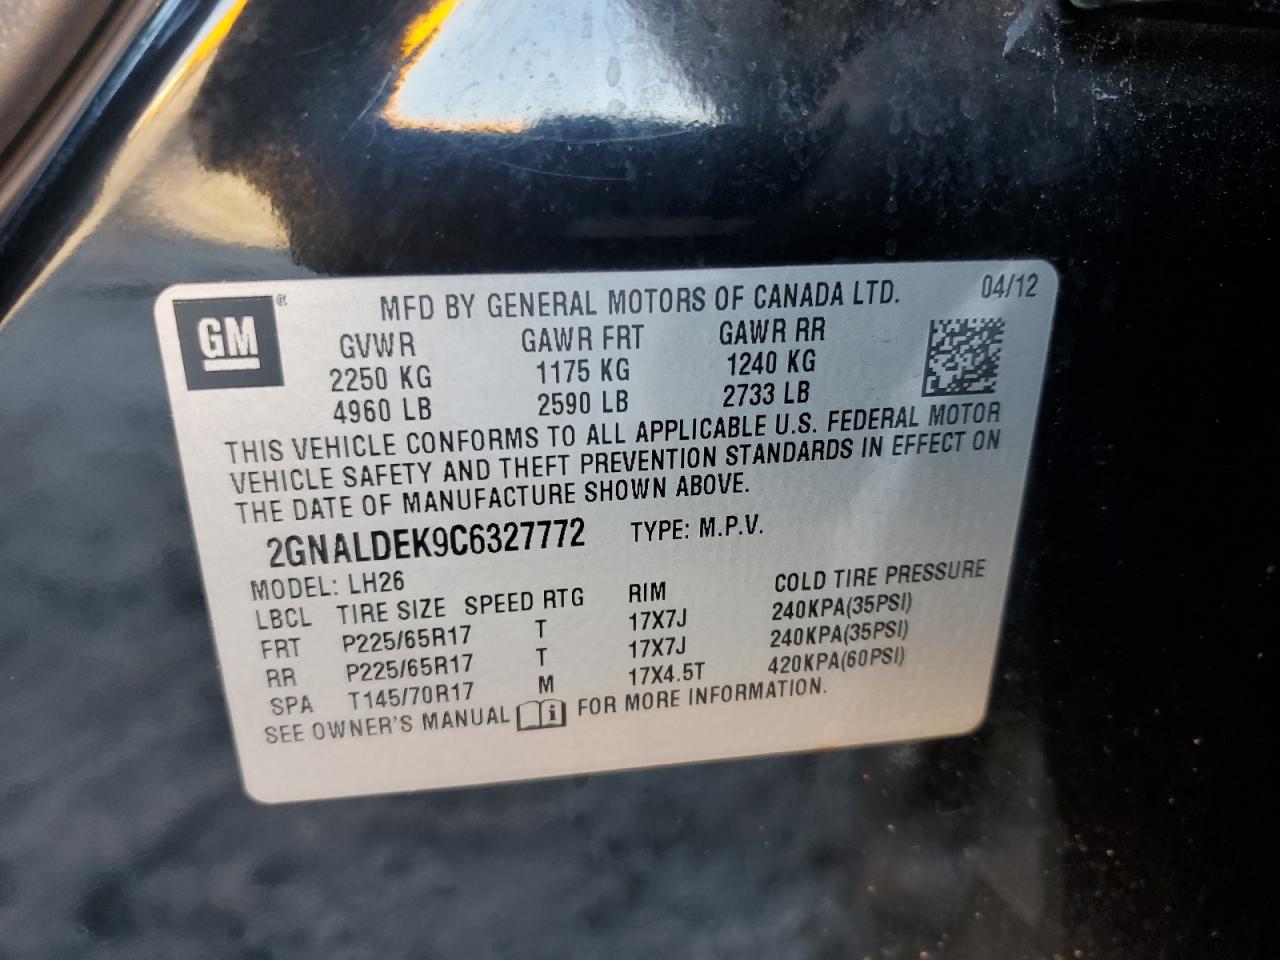 GM ®
MFD BY GENERAL MOTORS OF CANADA LTD. 04/12
GVWR GAWR FRT GAWR RR
2250 KG 1175 KG 1240 KG
4960 LB 2590 LB 2733 LB
THIS VEHICLE CONFORMS TO ALL APPLICABLE U.S. FEDERAL MOTOR
VEHICLE SAFETY AND THEFT PREVENTION STANDARDS IN EFFECT ON
THE DATE OF MANUFACTURE SHOWN ABOVE.
2GNALDEK9C6327772 TYPE: M.P.V.
MODEL: LH26
LBCL TIRE SIZE SPEED RTG RIM COLD TIRE PRESSURE
FRT P225/65R17 T 17X7J 240KPA(35PSI)
RR P225/65R17 T 17X7J 240KPA(35PSI)
SPA T145/70R17 M 17X4.5T 420KPA(60PSI)
SEE OWNER'S MANUAL i FOR MORE INFORMATION.